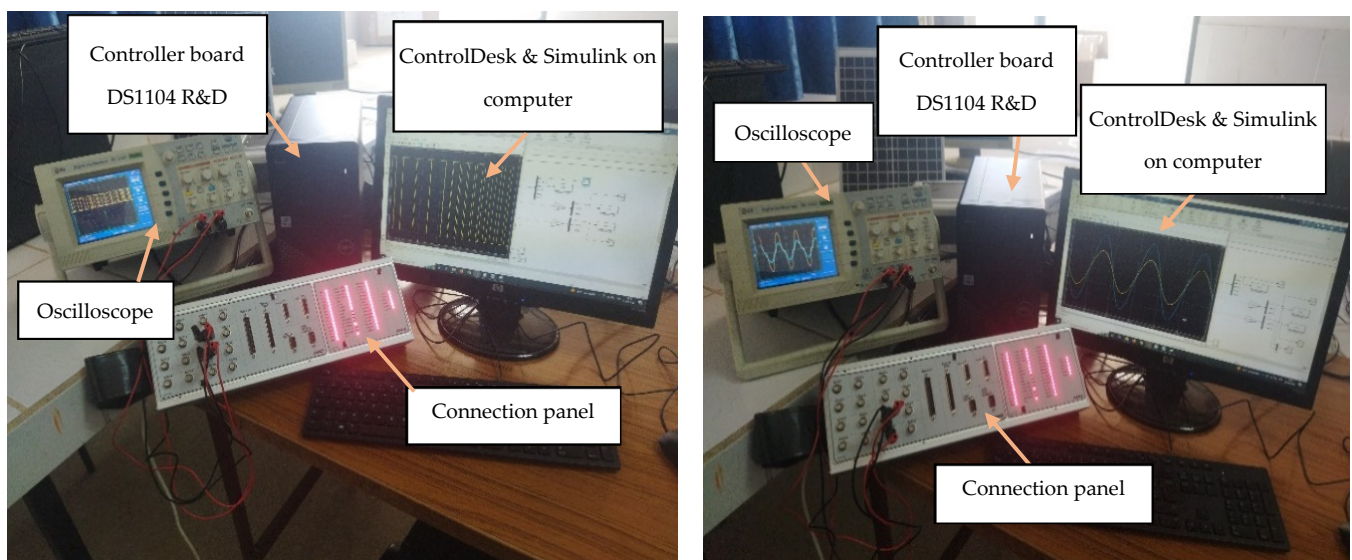 Controller board
DS1104 R&D
ControlDesk & Simulink on
computer
Oscilloscope
Connection panel
Controller board
DS1104 R&D
Oscilloscope
ControlDesk & Simulink
on computer
Connection panel